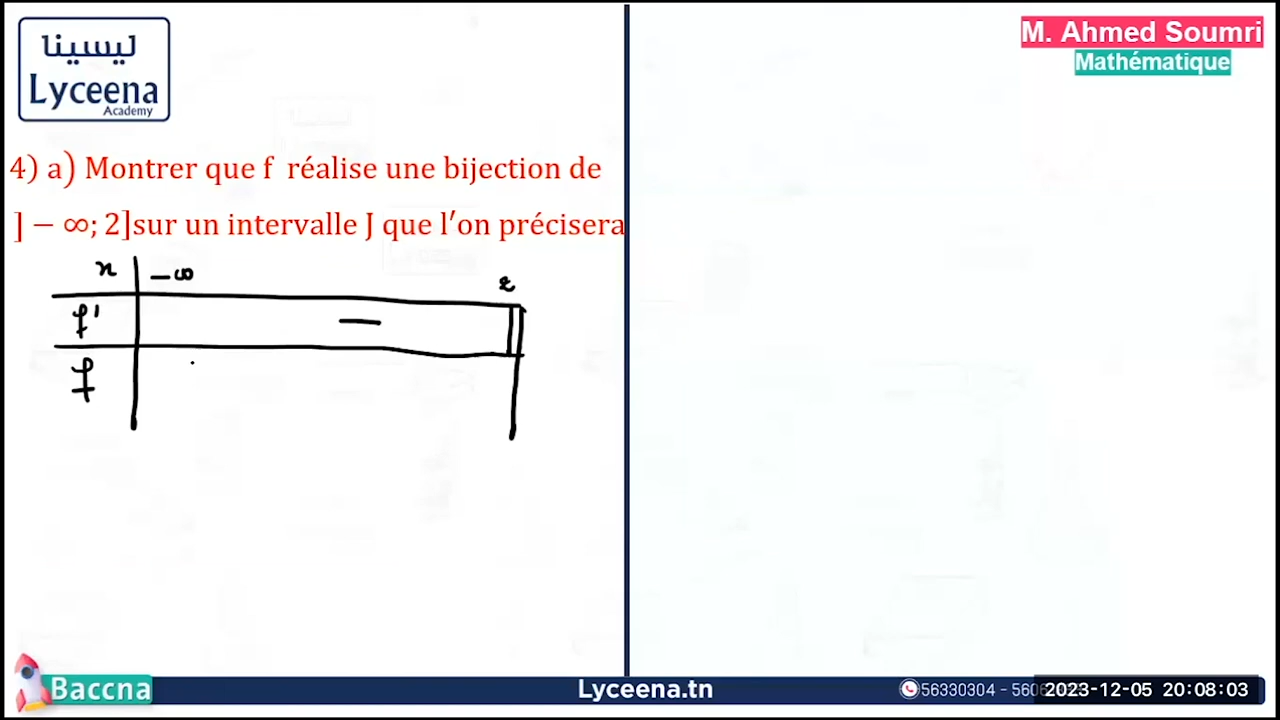 ليسينا
Lyceena
Academy
M. Ahmed Soumri
Mathématique
4) a) Montrer que f réalise une bijection de
]−∞; 2]sur un intervalle J que l′on précisera
x −∞ 2
f' −
f
Baccna
Lyceena.tn
56330304 - 560
2023-12-05 20:08:03